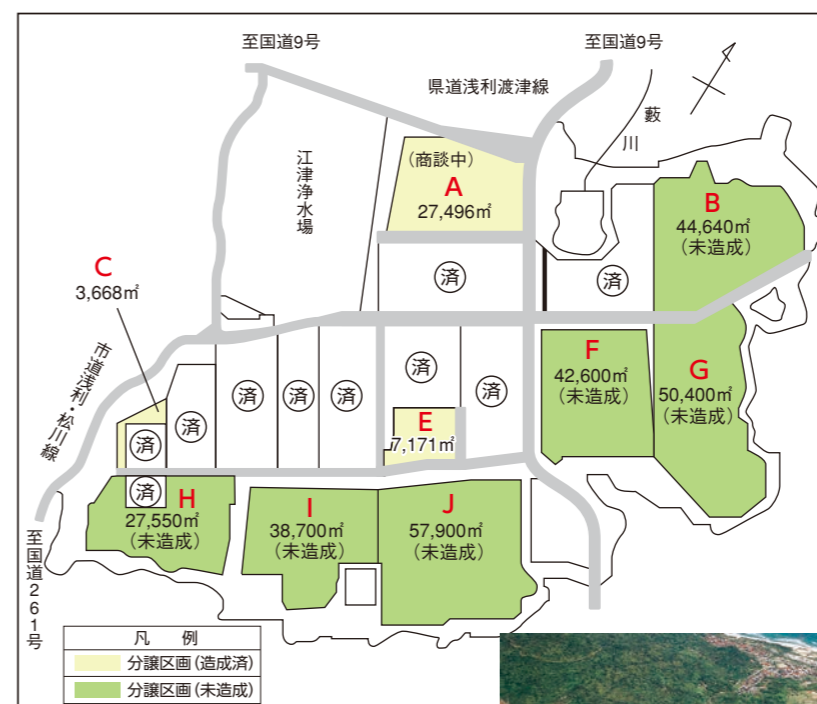 至国道9号
至国道9号
県道浅利渡津線
藪川
江津浄水場
(商談中)
A
27,496㎡
B
44,640㎡
(未造成)
C
3,668㎡
済
済
市道浅利・松川線
済
済
済
済
済
済
F
42,600㎡
(未造成)
G
50,400㎡
(未造成)
E
7,171㎡
済
済
H
27,550㎡
(未造成)
I
38,700㎡
(未造成)
J
57,900㎡
(未造成)
至国道261号
凡 例
分譲区画(造成済)
分譲区画(未造成)